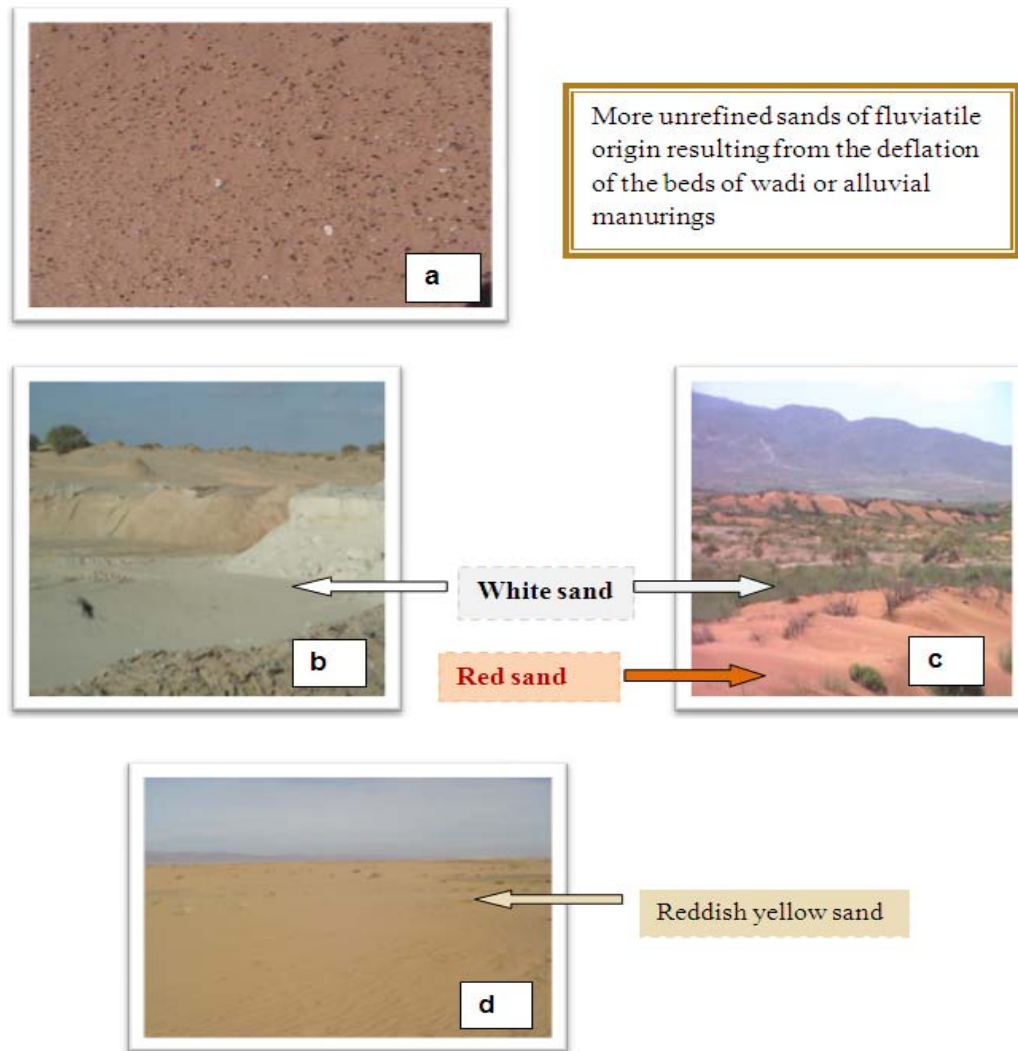 More unrefined sands of fluviatile
origin resulting from the deflation
of the beds of wadi or alluvial
manurings
a
White sand
b
Red sand
c
Reddish yellow sand
d